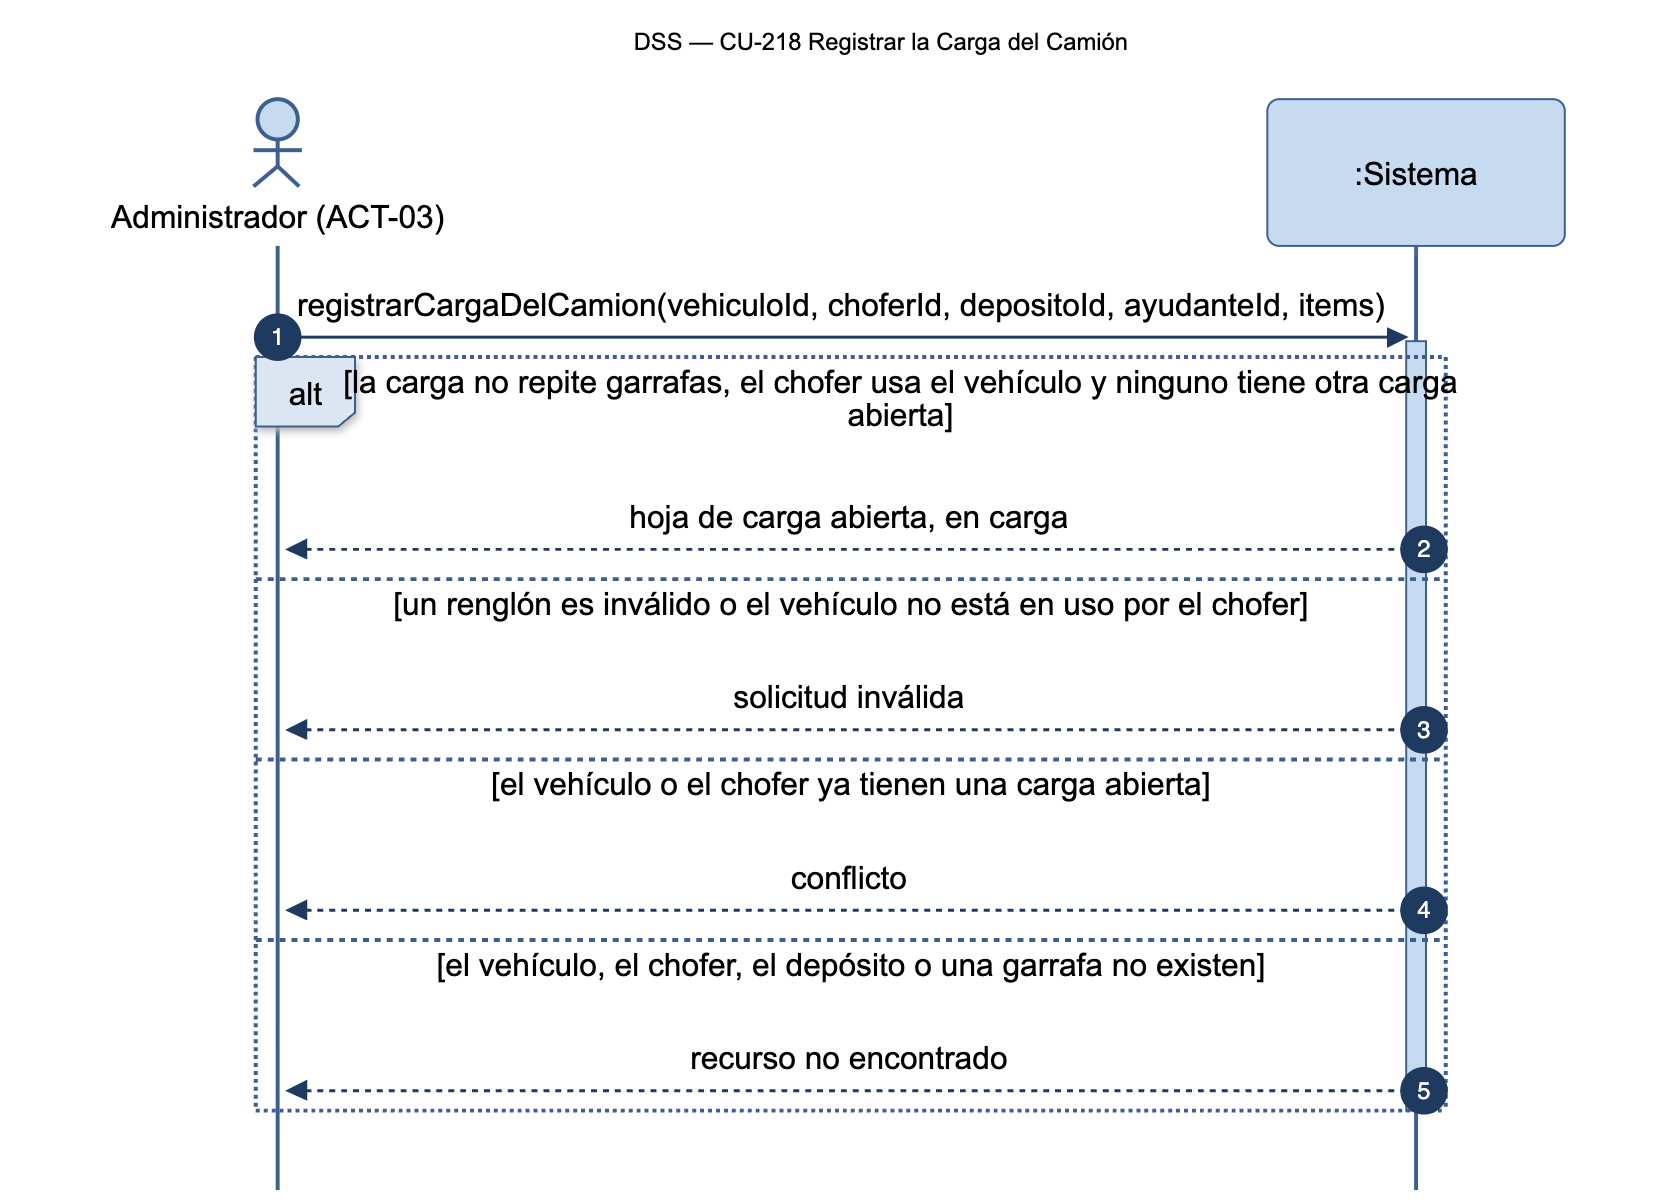 DSS — CU-218 Registrar la Carga del Camión
Administrador (ACT-03)
:Sistema
registrarCargaDelCamion(vehiculoId, choferId, depositoId, ayudanteId, items)
1
alt
[la carga no repite garrafas, el chofer usa el vehículo y ninguno tiene otra carga
abierta]
hoja de carga abierta, en carga
2
[un renglón es inválido o el vehículo no está en uso por el chofer]
solicitud inválida
3
[el vehículo o el chofer ya tienen una carga abierta]
conflicto
4
[el vehículo, el chofer, el depósito o una garrafa no existen]
recurso no encontrado
5